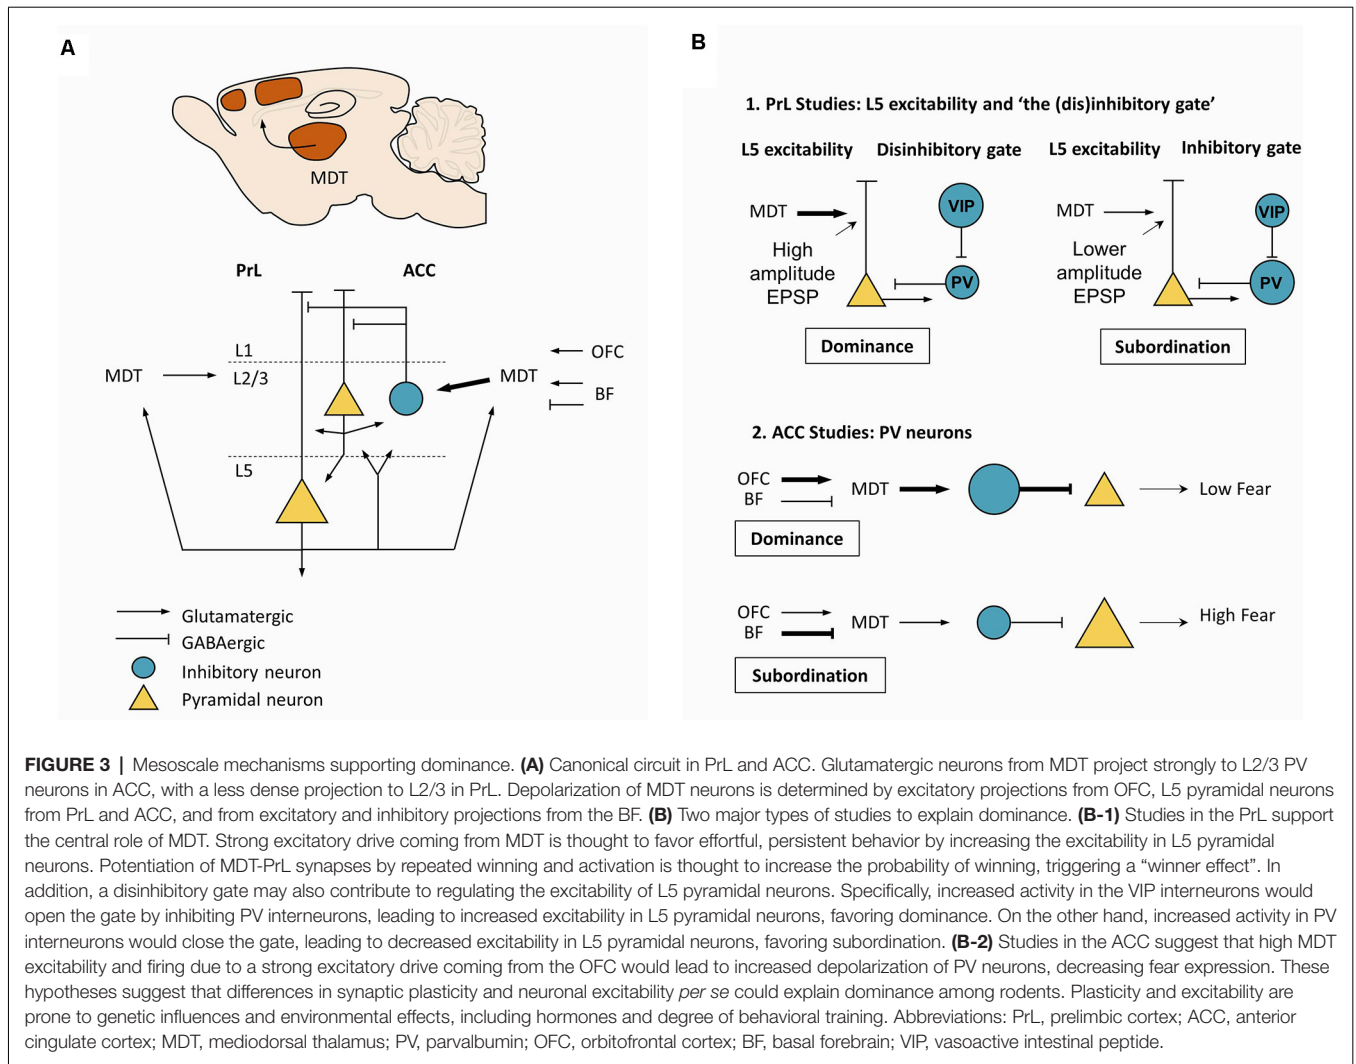 A
MDT
PrL
ACC
L1
L2/3
L5
MDT
MDT
OFC
BF
Glutamatergic
GABAergic
Inhibitory neuron
Pyramidal neuron
B
1. PrL Studies: L5 excitability and ‘the (dis)inhibitory gate’
L5 excitability
Disinhibitory gate
MDT
High
amplitude
EPSP
VIP
PV
Dominance
L5 excitability
Inhibitory gate
MDT
Lower
amplitude
EPSP
VIP
PV
Subordination
2. ACC Studies: PV neurons
OFC
BF
MDT
Low Fear
Dominance
OFC
BF
MDT
High Fear
Subordination
FIGURE 3 | Mesoscale mechanisms supporting dominance. (A) Canonical circuit in PrL and ACC. Glutamatergic neurons from MDT project strongly to L2/3 PV
neurons in ACC, with a less dense projection to L2/3 in PrL. Depolarization of MDT neurons is determined by excitatory projections from OFC, L5 pyramidal neurons
from PrL and ACC, and from excitatory and inhibitory projections from the BF. (B) Two major types of studies to explain dominance. (B-1) Studies in the PrL support
the central role of MDT. Strong excitatory drive coming from MDT is thought to favor effortful, persistent behavior by increasing the excitability in L5 pyramidal
neurons. Potentiation of MDT-PrL synapses by repeated winning and activation is thought to increase the probability of winning, triggering a “winner effect”. In
addition, a disinhibitory gate may also contribute to regulating the excitability of L5 pyramidal neurons. Specifically, increased activity in the VIP interneurons would
open the gate by inhibiting PV interneurons, leading to increased excitability in L5 pyramidal neurons, favoring dominance. On the other hand, increased activity in PV
interneurons would close the gate, leading to decreased excitability in L5 pyramidal neurons, favoring subordination. (B-2) Studies in the ACC suggest that high MDT
excitability and firing due to a strong excitatory drive coming from the OFC would lead to increased depolarization of PV neurons, decreasing fear expression. These
hypotheses suggest that differences in synaptic plasticity and neuronal excitability per se could explain dominance among rodents. Plasticity and excitability are
prone to genetic influences and environmental effects, including hormones and degree of behavioral training. Abbreviations: PrL, prelimbic cortex; ACC, anterior
cingulate cortex; MDT, mediodorsal thalamus; PV, parvalbumin; OFC, orbitofrontal cortex; BF, basal forebrain; VIP, vasoactive intestinal peptide.